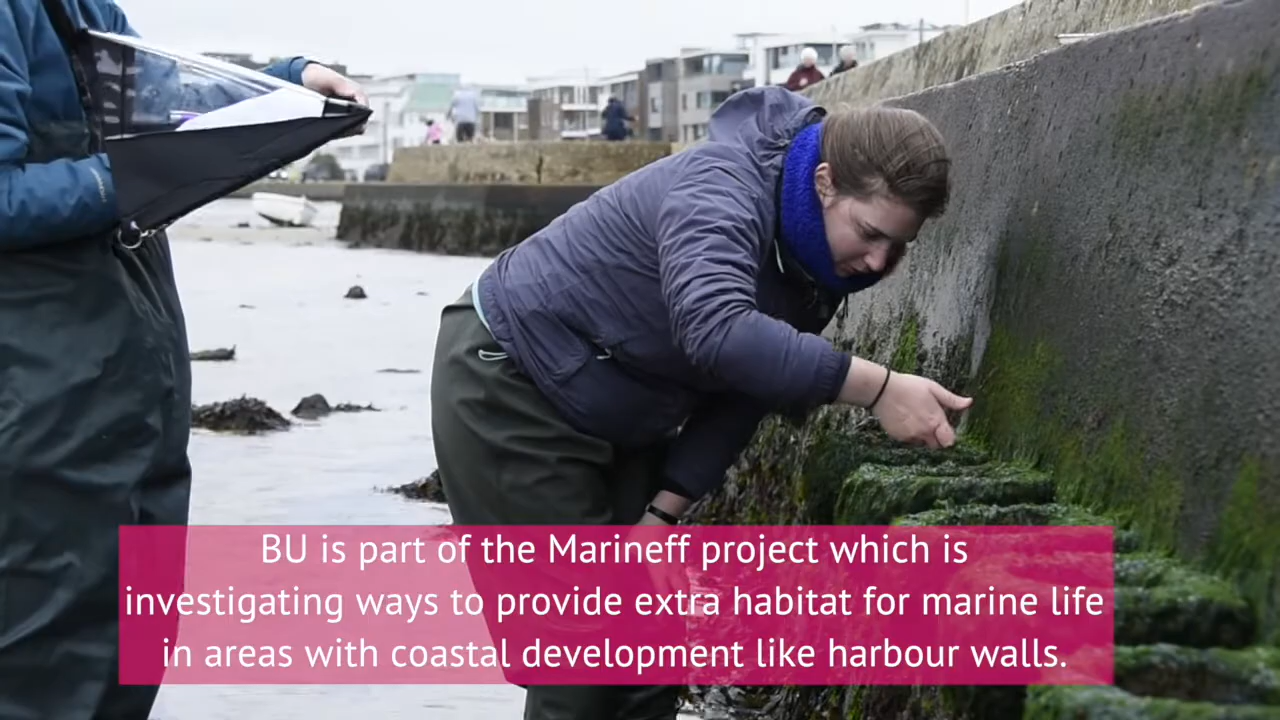 BU is part of the Marineff project which is
investigating ways to provide extra habitat for marine life
in areas with coastal development like harbour walls.